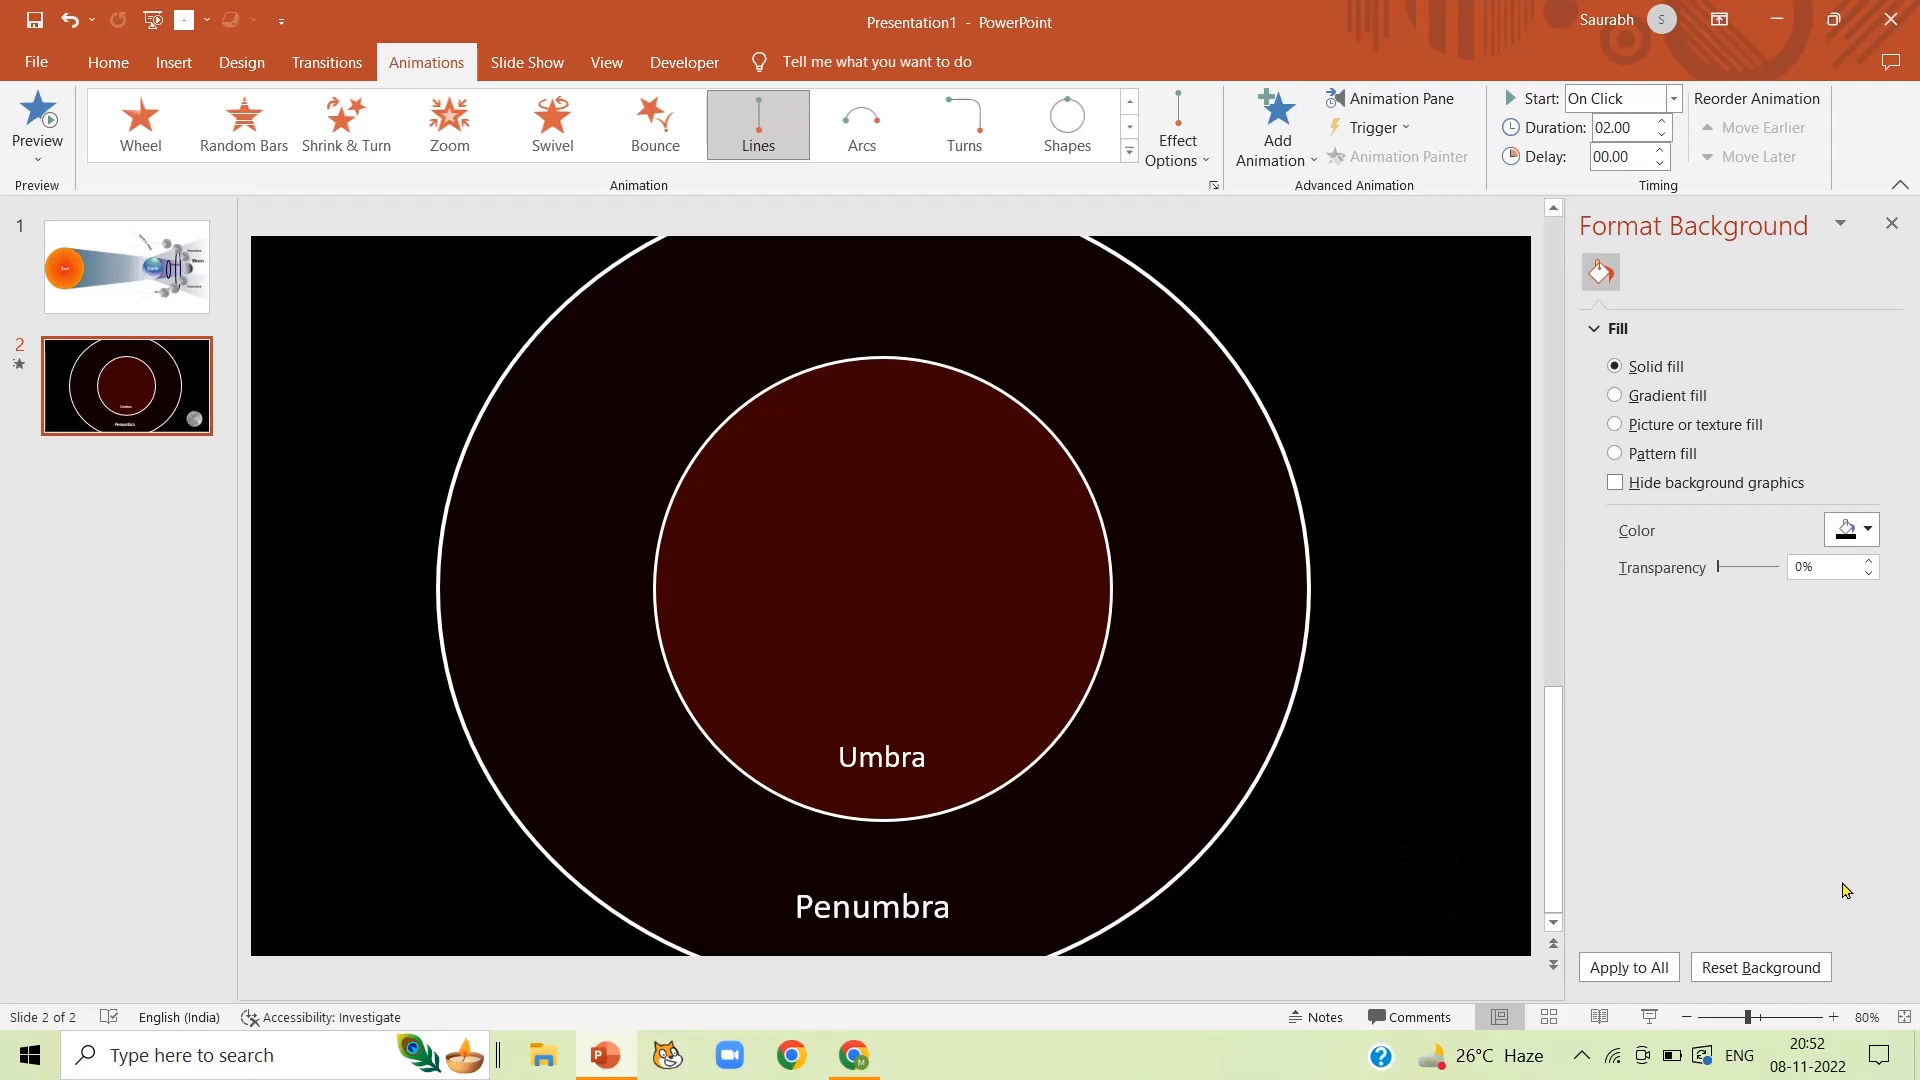 Presentation1 - PowerPoint
Saurabh
S
File
Home
Insert
Design
Transitions
Animations
Slide Show
View
Developer
Tell me what you want to do
Preview
Wheel
Random Bars
Shrink & Turn
Zoom
Swivel
Bounce
Lines
Arcs
Turns
Shapes
Effect
Options
Add
Animation
Animation Pane
Trigger
Animation Painter
Start: On Click
Duration: 02.00
Delay: 00.00
Reorder Animation
Move Earlier
Move Later
Preview
Animation
Advanced Animation
Timing
1
Sun
Earth
Moon
2
Umbra
Penumbra
Umbra
Penumbra
Format Background
Fill
Solid fill
Gradient fill
Picture or texture fill
Pattern fill
Hide background graphics
Color
Transparency
0%
Apply to All
Reset Background
Slide 2 of 2
English (India)
Accessibility: Investigate
Notes
Comments
80%
Type here to search
26°C Haze
ENG
20:52
08-11-2022